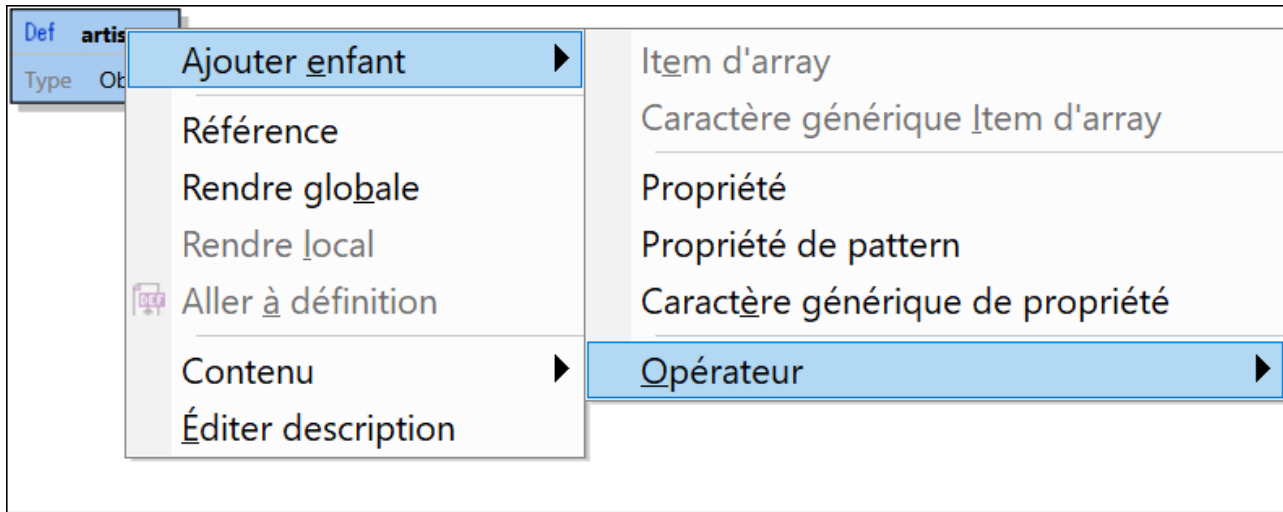 Def artis
Type Ob
Ajouter enfant
Référence
Rendre globale
Rendre local
Aller à définition
Contenu
Éditer description
Item d'array
Caractère générique Item d'array
Propriété
Propriété de pattern
Caractère générique de propriété
Opérateur